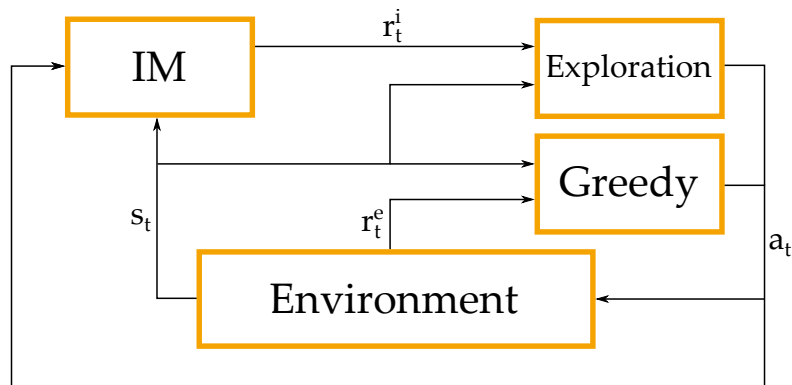 r_t^i
IM
Exploration
Greedy
s_t
r_t^e
a_t
Environment